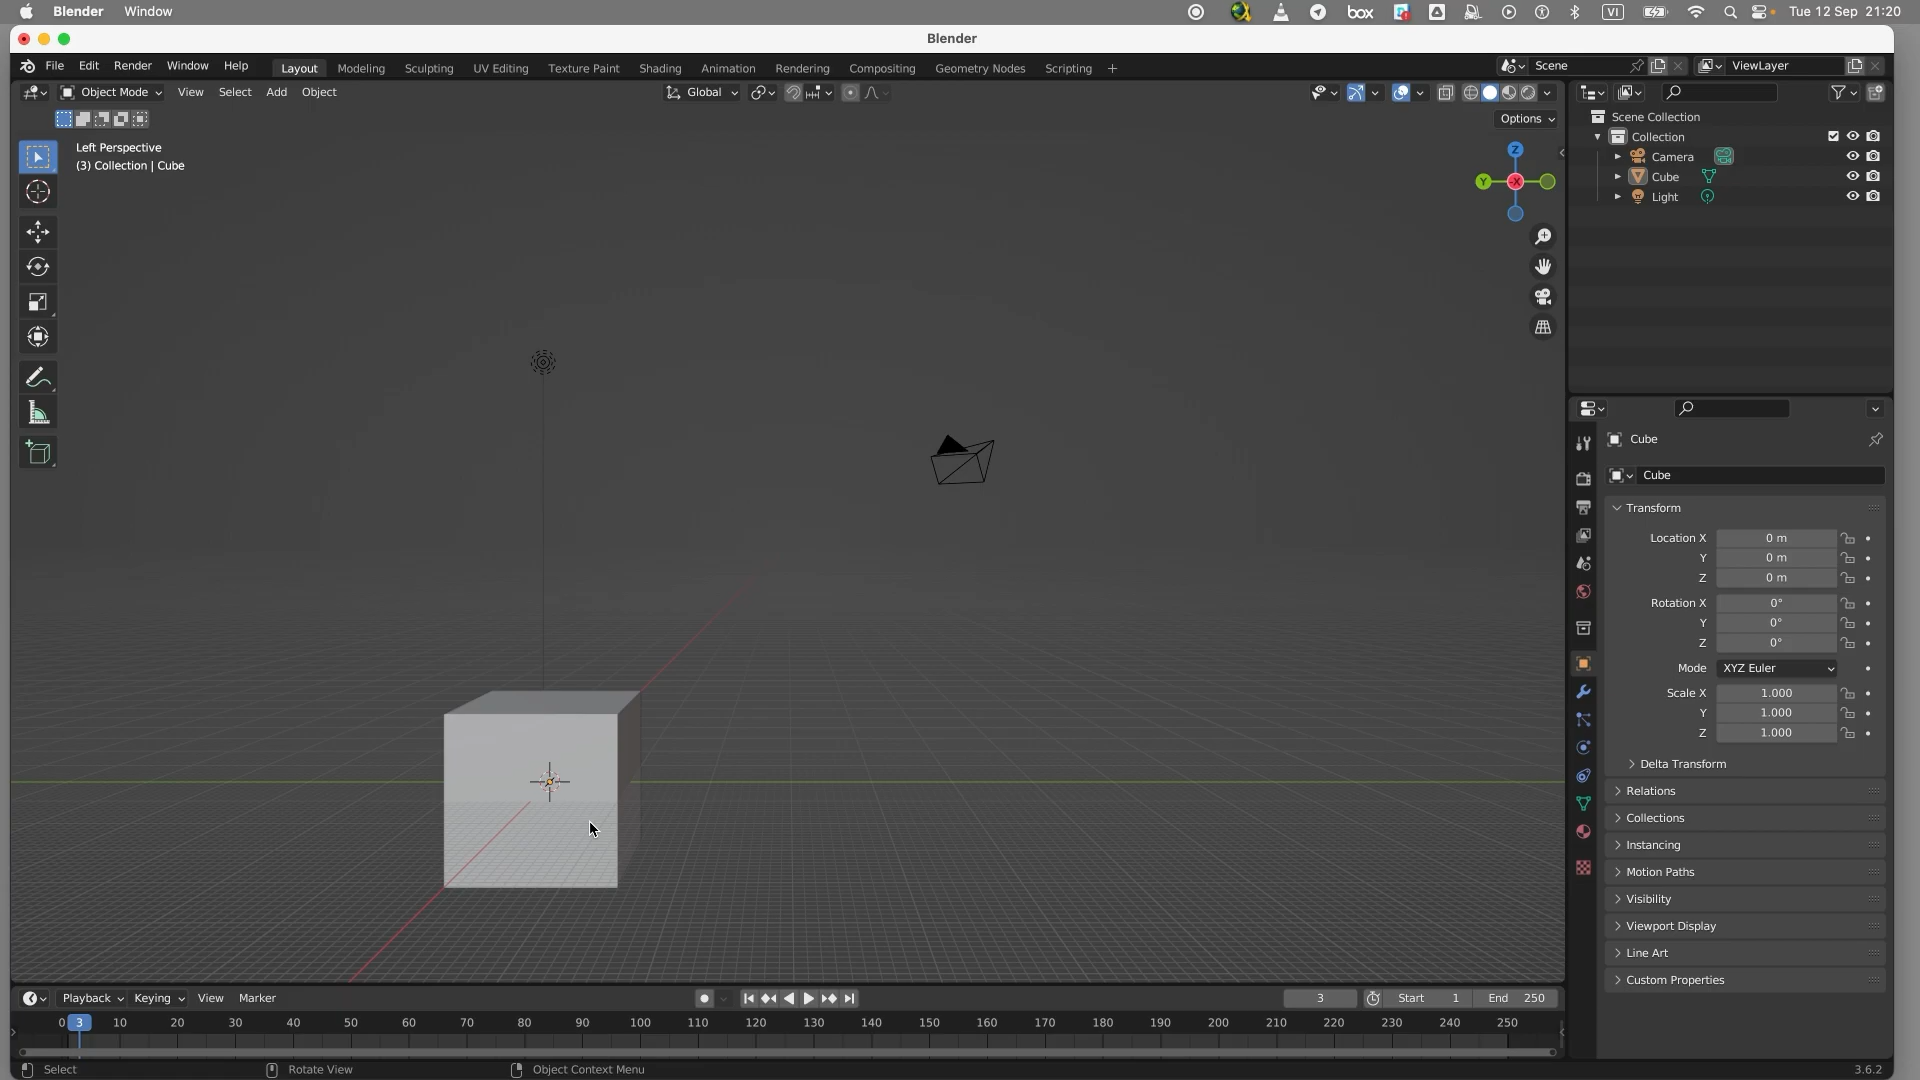 Blender Window
box VI Tue 12 Sep 21:20
Blender
File Edit Render Window Help Layout Modeling Sculpting UV Editing Texture Paint Shading Animation Rendering Compositing Geometry Nodes Scripting + Scene ViewLayer
Object Mode View Select Add Object Global
Options
Left Perspective
(3) Collection | Cube
Z
Y -X
Scene Collection
Collection
Camera
Cube
Light
Cube
Cube
Transform
Location X 0 m
Y 0 m
Z 0 m
Rotation X 0°
Y 0°
Z 0°
Mode XYZ Euler
Scale X 1.000
Y 1.000
Z 1.000
Delta Transform
Relations
Collections
Instancing
Motion Paths
Visibility
Viewport Display
Line Art
Custom Properties
Playback Keying View Marker 3 Start 1 End 250
0 3 10 20 30 40 50 60 70 80 90 100 110 120 130 140 150 160 170 180 190 200 210 220 230 240 250
Select Rotate View Object Context Menu 3.6.2